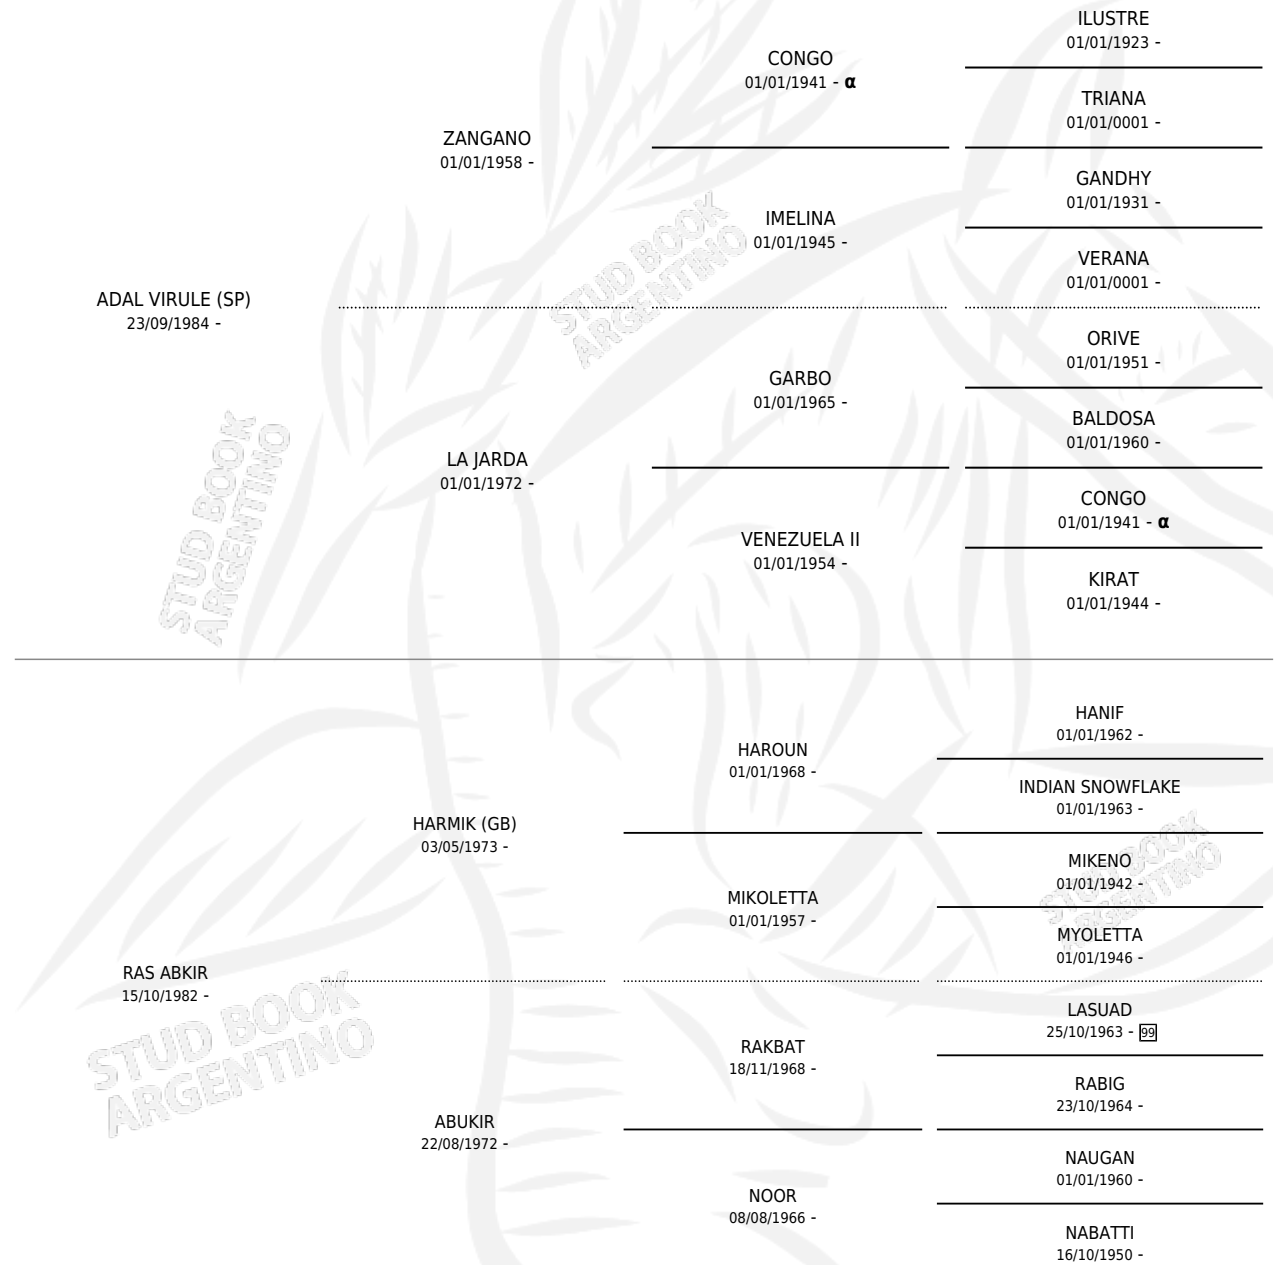 ILUSTRE
01/01/1923 -
CONGO
01/01/1941 - α
TRIANA
01/01/0001 -
ZANGANO
01/01/1958 -
GANDHY
01/01/1931 -
IMELINA
01/01/1945 -
VERANA
01/01/0001 -
ADAL VIRULE (SP)
23/09/1984 -
ORIVE
01/01/1951 -
GARBO
01/01/1965 -
BALDOSA
01/01/1960 -
LA JARDA
01/01/1972 -
CONGO
01/01/1941 - α
VENEZUELA II
01/01/1954 -
KIRAT
01/01/1944 -
HANIF
01/01/1962 -
HAROUN
01/01/1968 -
INDIAN SNOWFLAKE
01/01/1963 -
HARMIK (GB)
03/05/1973 -
MIKENO
01/01/1942 -
MIKOLETTA
01/01/1957 -
MYOLETTA
01/01/1946 -
RAS ABKIR
15/10/1982 -
LASUAD
25/10/1963 - 99
RAKBAT
18/11/1968 -
RABIG
23/10/1964 -
ABUKIR
22/08/1972 -
NAUGAN
01/01/1960 -
NOOR
08/08/1966 -
NABATTI
16/10/1950 -
STUD BOOK
ARGENTINO
STUD BOOK
ARGENTINO
STUD BOOK
ARGENTINO
STUD BOOK
ARGENTINO